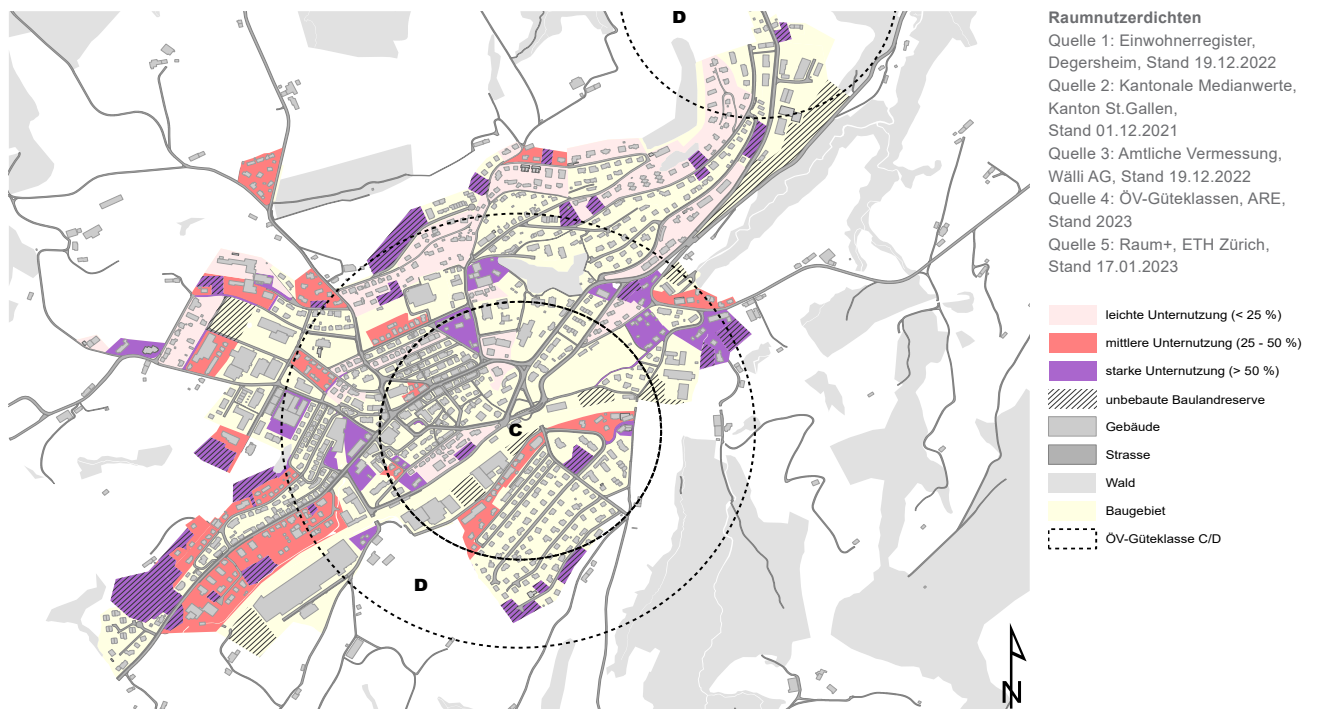 D
C
D
N
Raumnutzerdichten
Quelle 1: Einwohnerregister,
Degersheim, Stand 19.12.2022
Quelle 2: Kantonale Medianwerte,
Kanton St.Gallen,
Stand 01.12.2021
Quelle 3: Amtliche Vermessung,
Wälli AG, Stand 19.12.2022
Quelle 4: ÖV-Güteklassen, ARE,
Stand 2023
Quelle 5: Raum+, ETH Zürich,
Stand 17.01.2023
leichte Unternutzung (< 25 %)
mittlere Unternutzung (25 - 50 %)
starke Unternutzung (> 50 %)
unbebaute Baulandreserve
Gebäude
Strasse
Wald
Baugebiet
ÖV-Güteklasse C/D